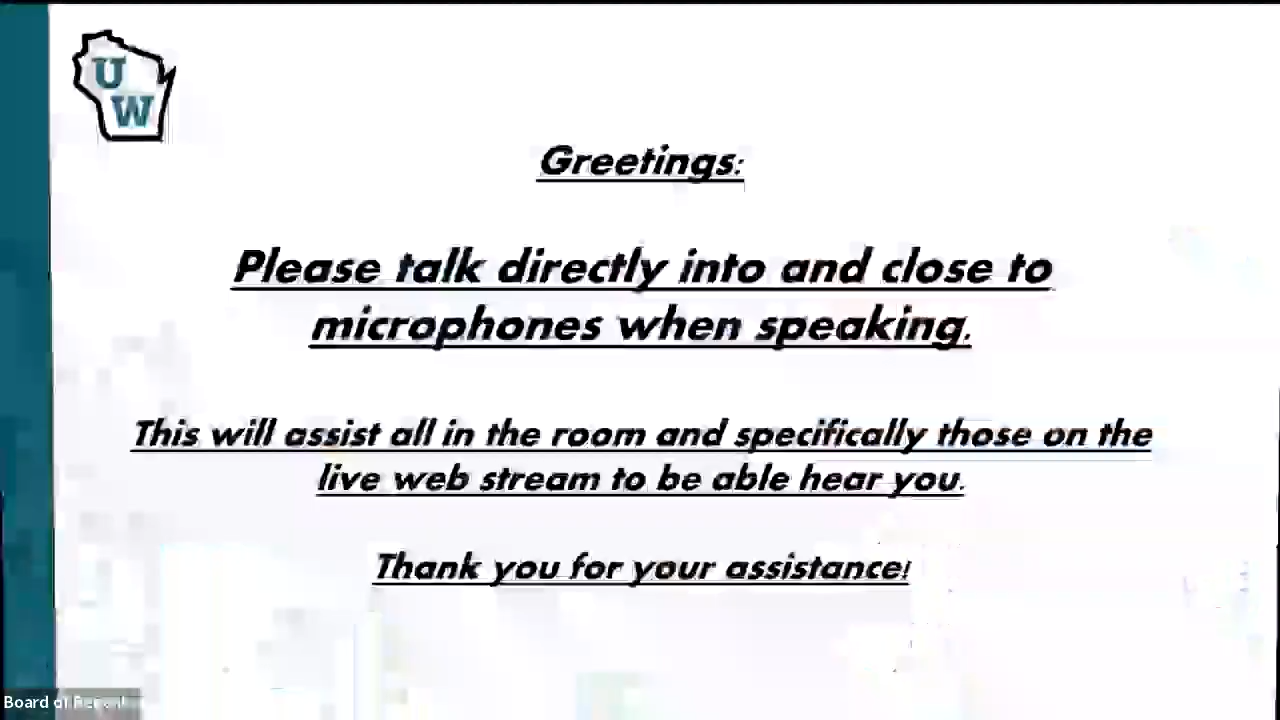 U
W
Greetings:
Please talk directly into and close to
microphones when speaking.
This will assist all in the room and specifically those on the
live web stream to be able hear you.
Thank you for your assistance!
Board of